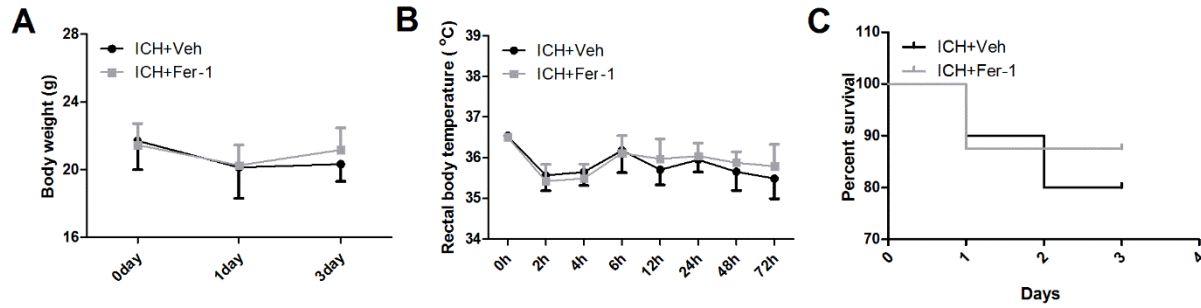 A
Body weight (g)
28
24
20
16
ICH+Veh
ICH+Fer-1
0day
1day
3day
B
Rectal body temperature ( °C)
39
38
37
36
35
34
ICH+Veh
ICH+Fer-1
0h
2h
4h
6h
12h
24h
48h
72h
C
Percent survival
110
100
90
80
70
ICH+Veh
ICH+Fer-1
0
1
2
3
4
Days